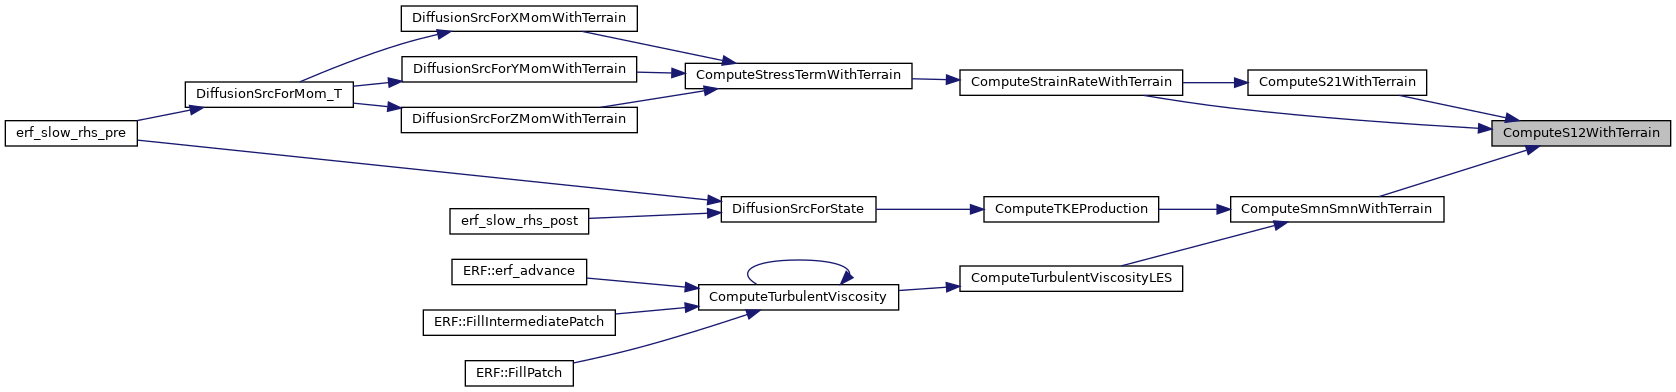 DiffusionSrcForXMomWithTerrain
DiffusionSrcForYMomWithTerrain
ComputeStressTermWithTerrain
ComputeStrainRateWithTerrain
ComputeS21WithTerrain
DiffusionSrcForMom_T
DiffusionSrcForZMomWithTerrain
erf_slow_rhs_pre
ComputeS12WithTerrain
DiffusionSrcForState
ComputeTKEProduction
ComputeSmnSmnWithTerrain
erf_slow_rhs_post
ERF::erf_advance
ComputeTurbulentViscosityLES
ComputeTurbulentViscosity
ERF::FillIntermediatePatch
ERF::FillPatch